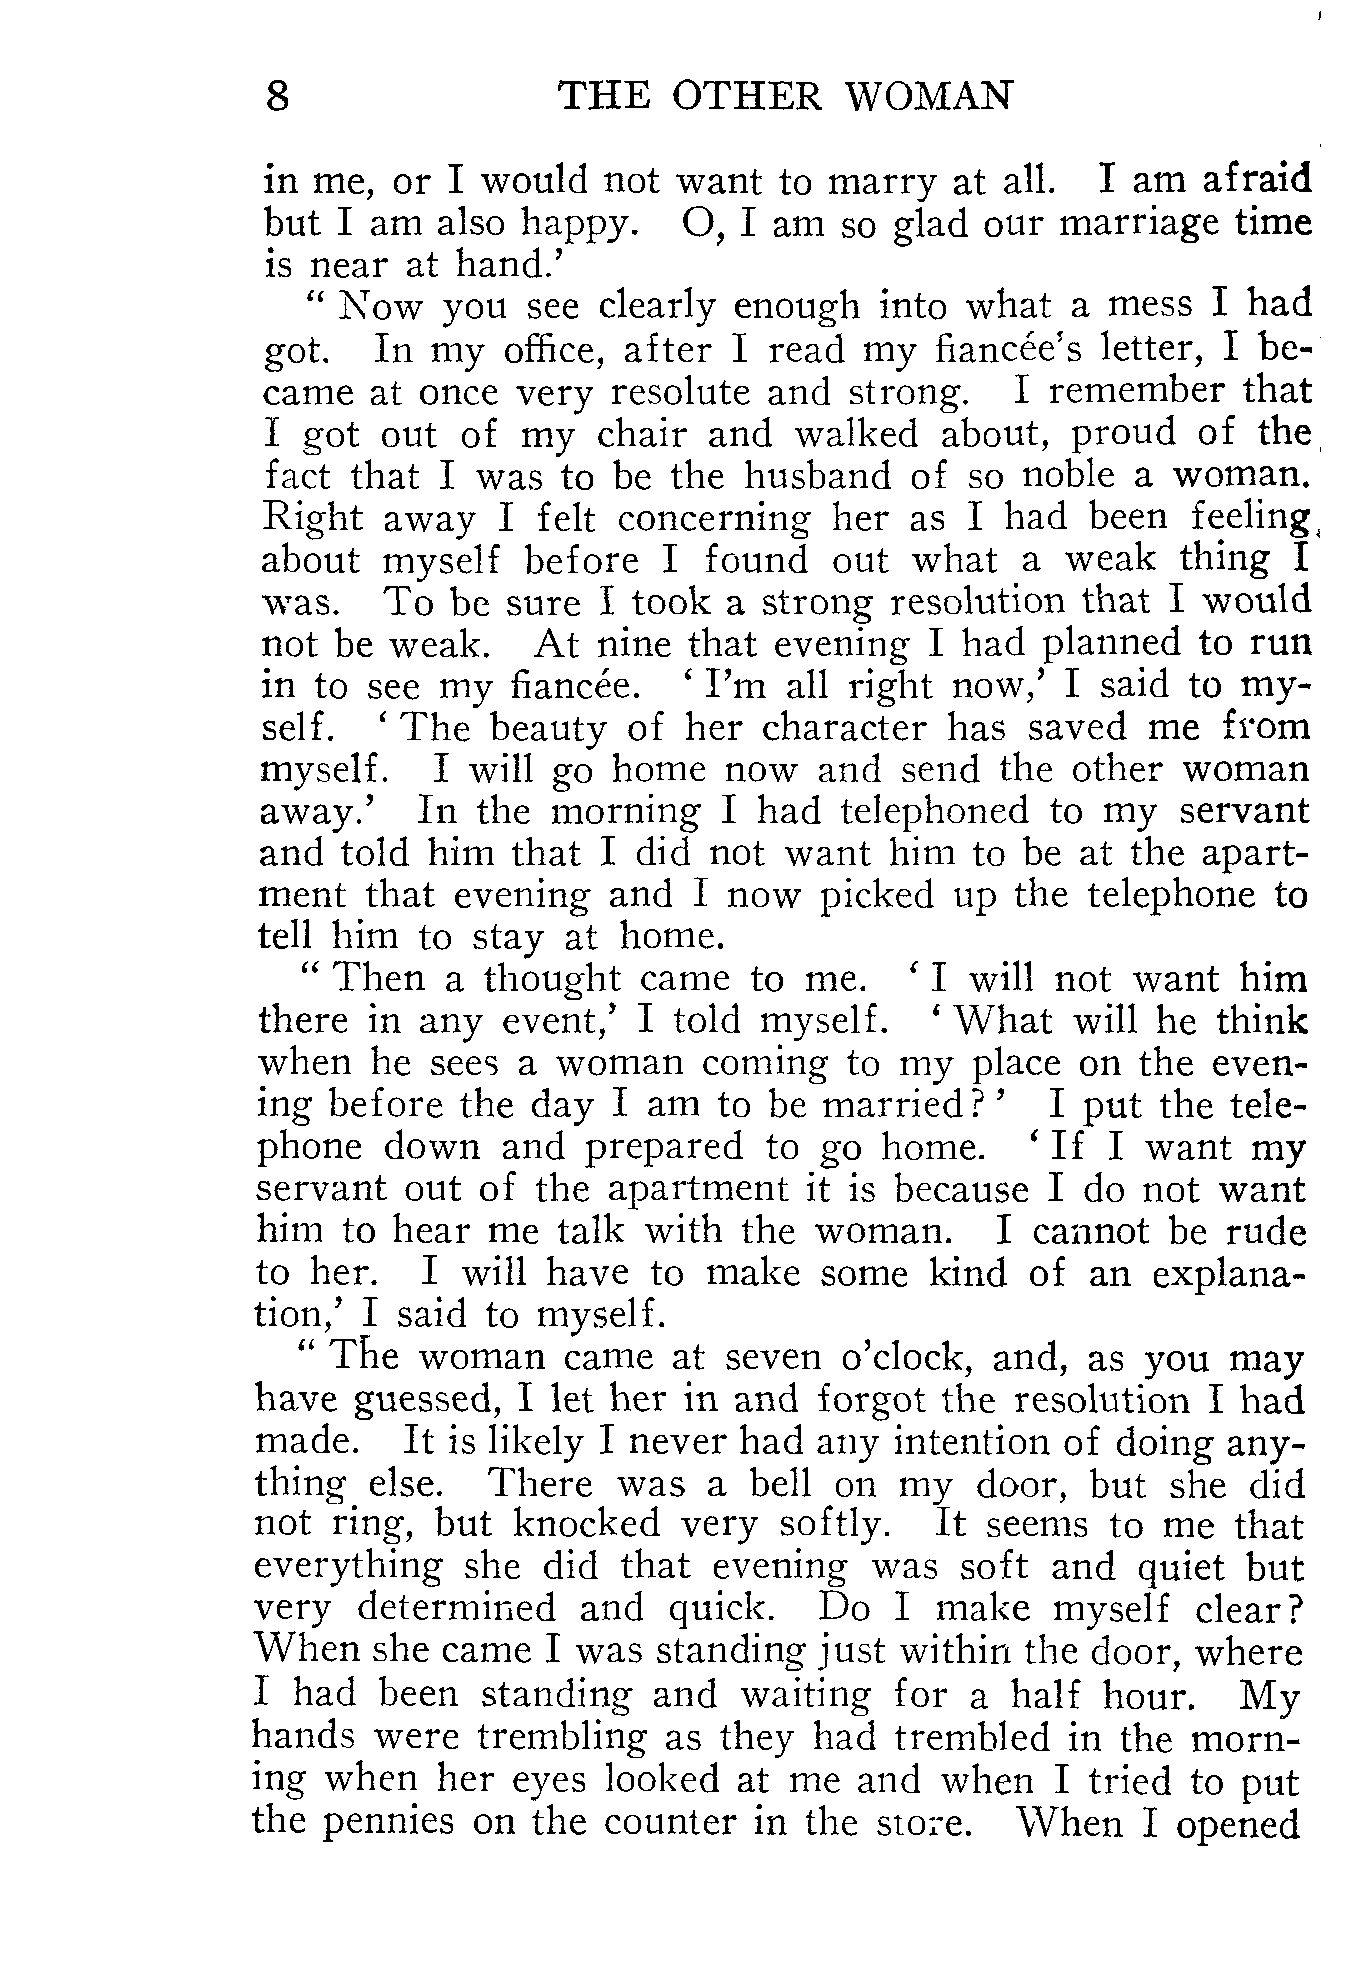 8 THE OTHER WOMAN
in me, or I would not want to marry at all. I am afraid
but I am also happy. O, I am so glad our marriage time
is near at hand.'
“ Now you see clearly enough into what a mess I had
got. In my office, after I read my fiancée's letter, I be-
came at once very resolute and strong. I remember that
I got out of my chair and walked about, proud of the
fact that I was to be the husband of so noble a woman.
Right away I felt concerning her as I had been feeling
about myself before I found out what a weak thing I
was. To be sure I took a strong resolution that I would
not be weak. At nine that evening I had planned to run
in to see my fiancée. ‘ I'm all right now,’ I said to my-
self. ‘ The beauty of her character has saved me from
myself. I will go home now and send the other woman
away.’ In the morning I had telephoned to my servant
and told him that I did not want him to be at the apart-
ment that evening and I now picked up the telephone to
tell him to stay at home.
“ Then a thought came to me. ‘ I will not want him
there in any event,’ I told myself. ‘ What will he think
when he sees a woman coming to my place on the even-
ing before the day I am to be married? ’ I put the tele-
phone down and prepared to go home. ‘ If I want my
servant out of the apartment it is because I do not want
him to hear me talk with the woman. I cannot be rude
to her. I will have to make some kind of an explana-
tion,’ I said to myself.
“ The woman came at seven o'clock, and, as you may
have guessed, I let her in and forgot the resolution I had
made. It is likely I never had any intention of doing any-
thing else. There was a bell on my door, but she did
not ring, but knocked very softly. It seems to me that
everything she did that evening was soft and quiet but
very determined and quick. Do I make myself clear?
When she came I was standing just within the door, where
I had been standing and waiting for a half hour. My
hands were trembling as they had trembled in the morn-
ing when her eyes looked at me and when I tried to put
the pennies on the counter in the store. When I opened